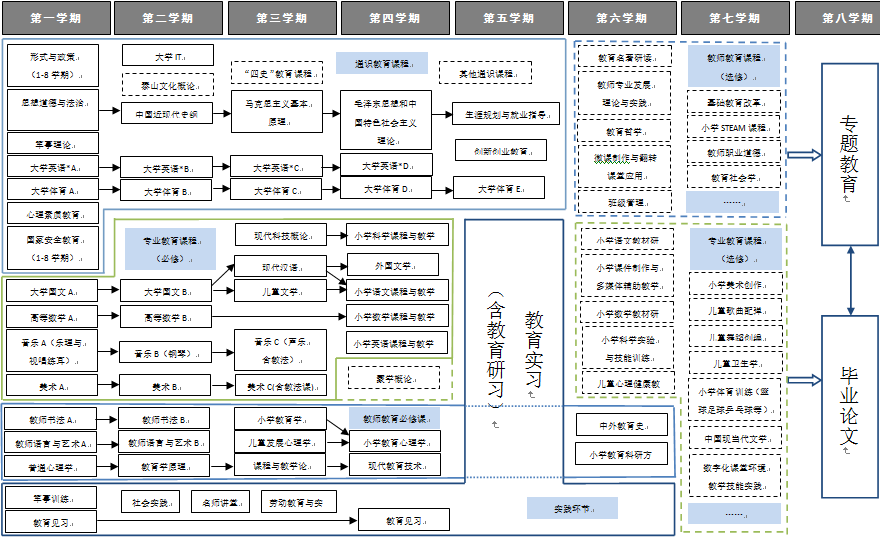 第一学期
第二学期
第三学期
第四学期
第五学期
第六学期
第七学期
第八学期
形式与政策
（1-8 学期）
思想道德与法治
军事理论
大学英语*A
大学体育 A
心理素质教育
国家安全教育
（1-8 学期）
大学 IT
泰山文化概论
中国近现代史纲
大学英语*B
大学体育 B
“四史”教育课程
马克思主义基本
原理
大学英语*C
大学体育 C
通识教育课程
毛泽东思想和中
国特色社会主义
理论
大学英语*D
大学体育 D
其他通识课程
生涯规划与就业指导
创新创业教育
大学体育 E
教育名著研读
教师专业发展
理论与实践
教育哲学
微课制作与翻转
课堂应用
班级管理
教师教育课程
（选修）
基础教育改革
小学 STEAM 课程
教师职业道德
教育社会学
……
专题教育
专业教育课程
（必修）
现代科技概论
小学科学课程与教学
现代汉语
外国文学
大学国文 A
大学国文 B
儿童文学
小学语文课程与教学
高等数学 A
高等数学 B
小学数学课程与教学
音乐 A（乐理与
视唱练耳）
音乐 B（钢琴）
音乐 C（声乐
含教法）
小学英语课程与教学
美术 A
美术 B
美术 C(含教法课)
蒙学概论
教育实习
（含教育研习）
小学语文教材研
小学课件制作与
多媒体辅助教学
小学数学教材研
小学科学实验
与技能训练
儿童心理健康教
专业教育课程
（选修）
小学美术创作
儿童歌曲配弹
儿童舞蹈创编
儿童卫生学
小学体育训练（篮
球足球乒乓球等）
中国现当代文学
数字化课堂环境
教学技能实践
……
毕业论文
教师书法 A
教师书法 B
小学教育学
教师教育必修课
教师语言与艺术 A
教师语言与艺术 B
儿童发展心理学
小学教育心理学
普通心理学
教育学原理
课程与教学论
现代教育技术
中外教育史
小学教育科研方
军事训练
社会实践
名师讲堂
劳动教育与实
教育见习
教育见习
实践环节